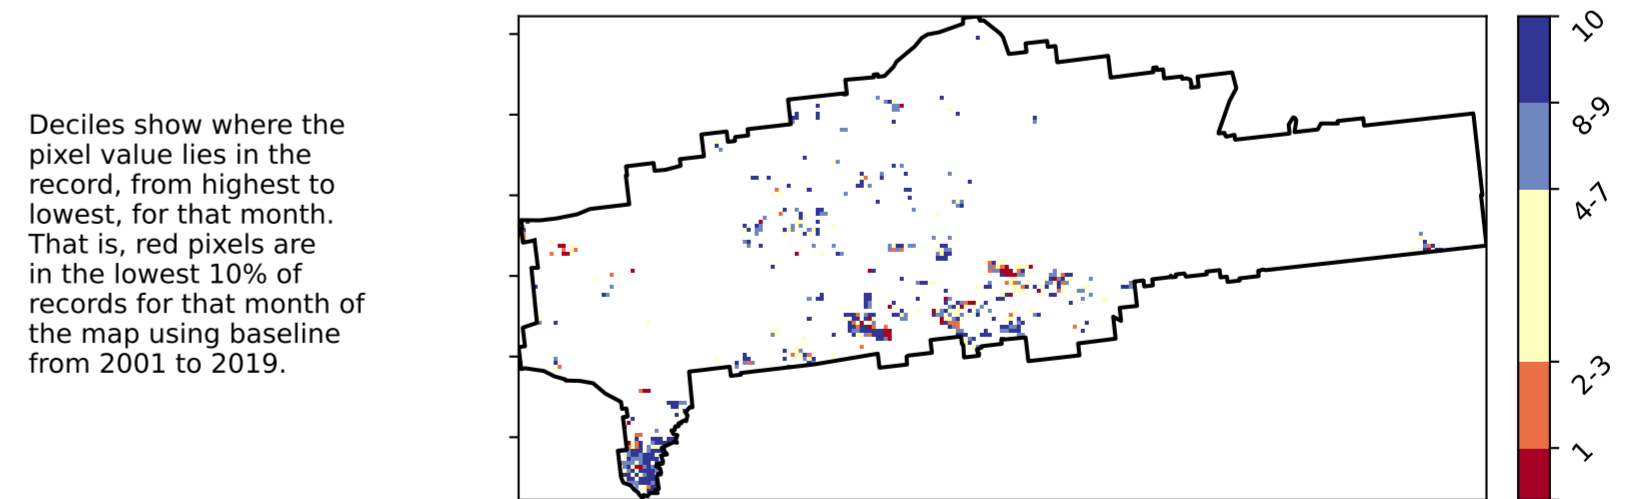 Deciles show where the
pixel value lies in the
record, from highest to
lowest, for that month.
That is, red pixels are
in the lowest 10% of
records for that month of
the map using baseline
from 2001 to 2019.
10
8-9
4-7
2-3
1